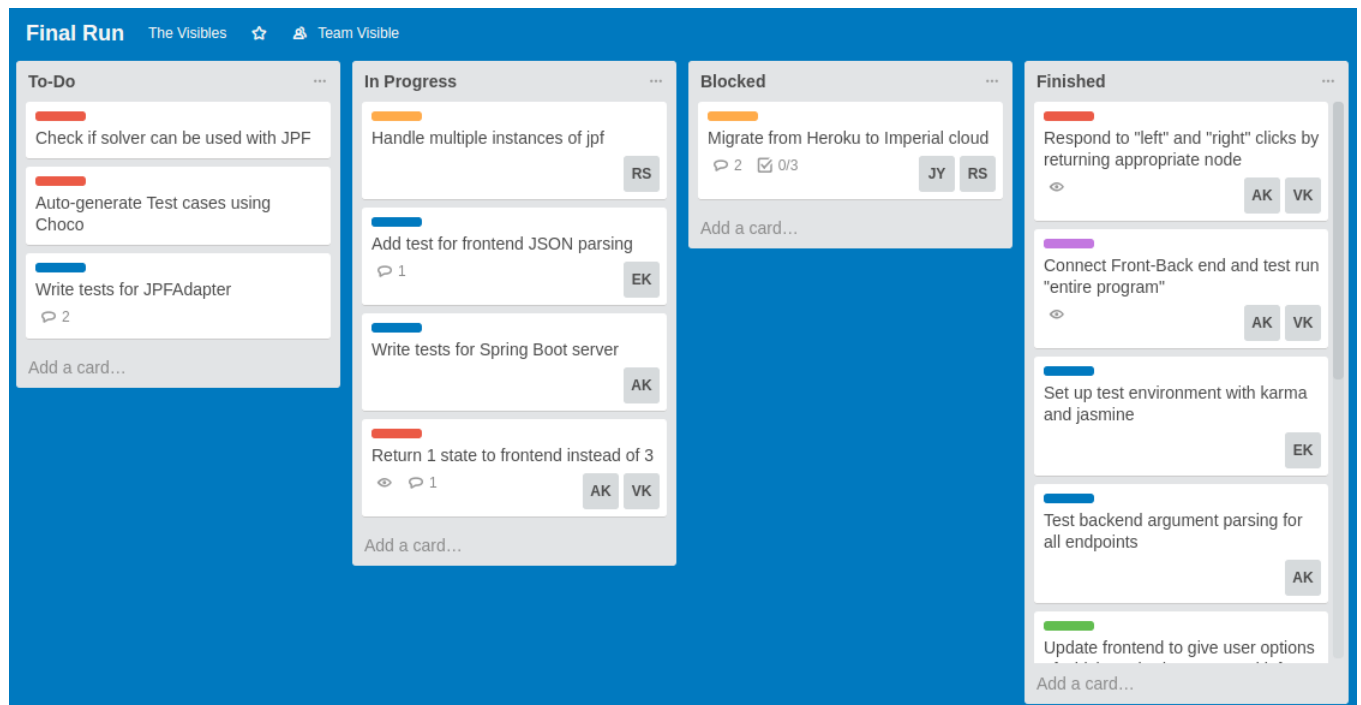 Final Run The Visibles Team Visible
To-Do ...
Check if solver can be used with JPF
Auto-generate Test cases using
Choco
Write tests for JPFAdapter
2
Add a card…
In Progress ...
Handle multiple instances of jpf
RS
Add test for frontend JSON parsing
1
EK
Write tests for Spring Boot server
AK
Return 1 state to frontend instead of 3
1 AK VK
Add a card…
Blocked ...
Migrate from Heroku to Imperial cloud
2 0/3 JY RS
Add a card…
Finished ...
Respond to "left" and "right" clicks by
returning appropriate node
AK VK
Connect Front-Back end and test run
"entire program"
AK VK
Set up test environment with karma
and jasmine
EK
Test backend argument parsing for
all endpoints
AK
Update frontend to give user options
Add a card…